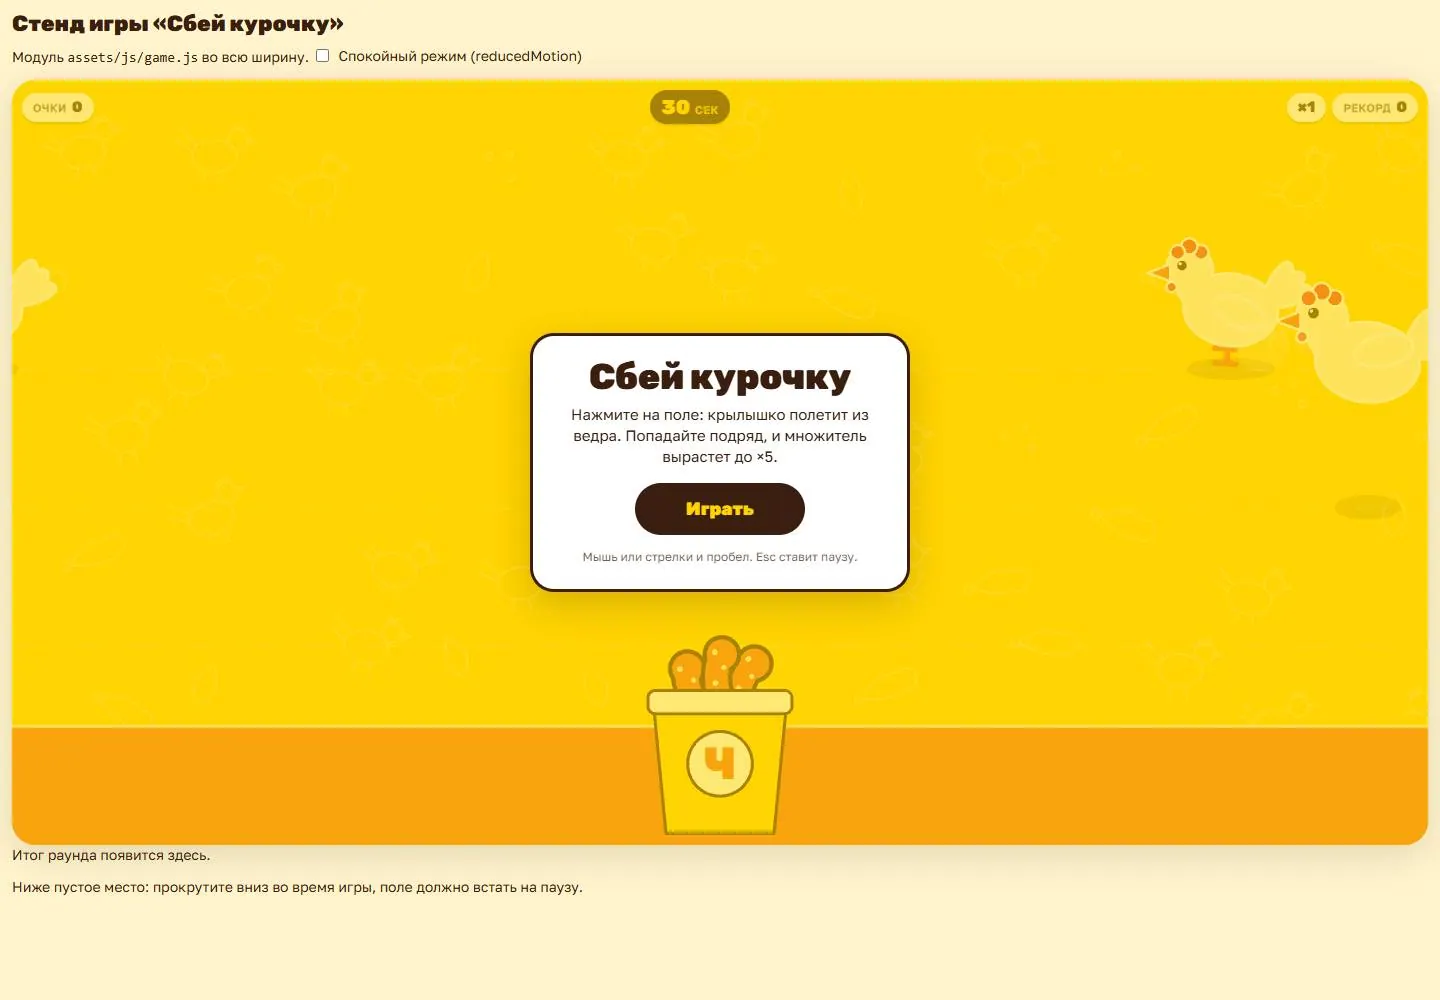 Стенд игры «Сбей курочку»
Модуль assets/js/game.js во всю ширину. Спокойный режим (reducedMotion)
ОЧКИ 0
30 СЕК
×1
РЕКОРД 0
Сбей курочку
Нажмите на поле: крылышко полетит из
ведра. Попадайте подряд, и множитель
вырастет до ×5.
Играть
Мышь или стрелки и пробел. Esc ставит паузу.
Ч
Итог раунда появится здесь.
Ниже пустое место: прокрутите вниз во время игры, поле должно встать на паузу.